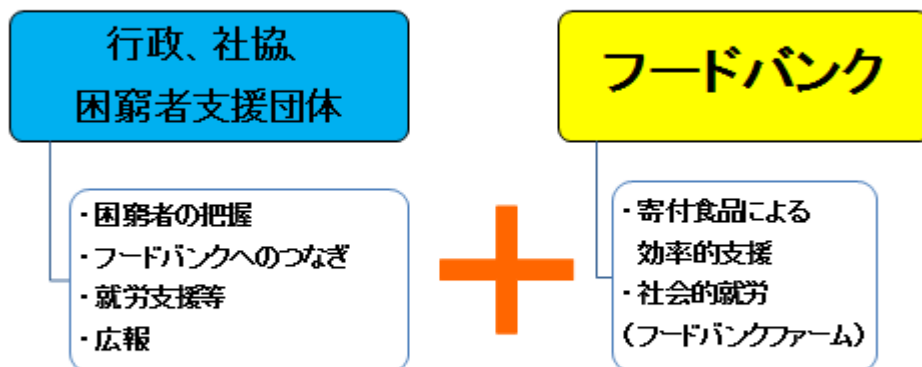 行政、社協、
困窮者支援団体
・困窮者の把握
・フードバンクへのつなぎ
・就労支援等
・広報
フードバンク
・寄付食品による
効率的支援
・社会的就労
(フードバンクファーム)